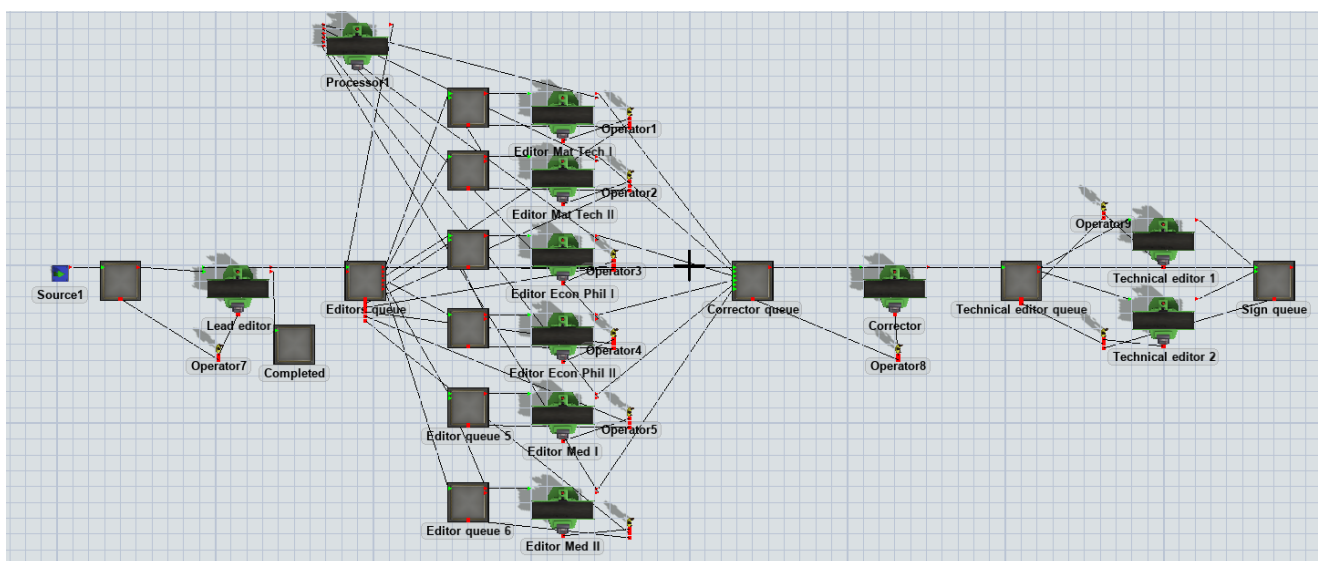 Processor1
Operator1
Editor Mat Tech I
Operator2
Editor Mat Tech II
Operator9
Source1
Operator3
Editor Econ Phil I
Technical editor 1
Editors queue
Corrector queue
Technical editor queue
Sign queue
Lead editor
Corrector
Operator7
Completed
Operator4
Editor Econ Phil II
Operator8
Technical editor 2
Editor queue 5
Operator5
Editor Med I
Editor queue 6
Editor Med II